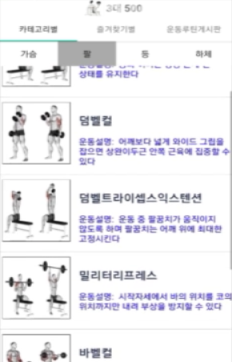 3대 500
카테고리별 즐겨찾기별 운동루틴게시판
가슴 팔 등 하체
상태를 유지한다
덤벨컬
운동설명: 어깨보다 넓게 와이드 그립을
잡으면 상완이두근 안쪽 근육에 집중할 수
있다
덤벨트라이셉스익스텐션
운동설명: 운동 중 팔꿈치가 움직이지
않도록 하며 팔꿈치는 어깨 위에 최대한
고정시킨다
밀리터리프레스
운동설명: 시작자세에서 바의 위치를 코의
위치까지만 내려 부상을 방지할 수 있다
바벨컬